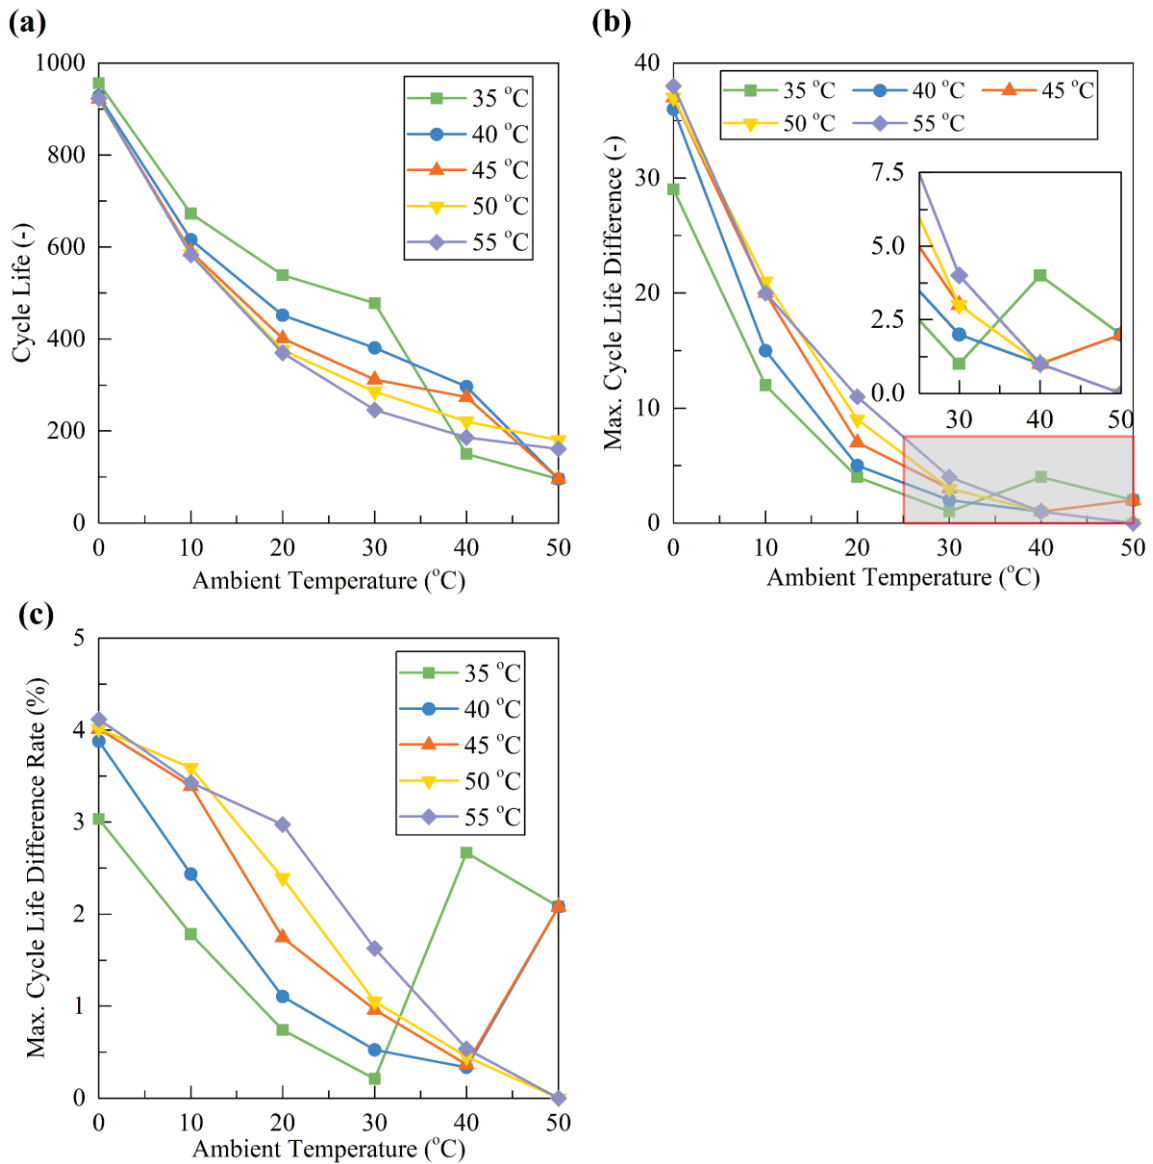 (a)
1000
800
600
400
200
0
Cycle Life (-)
35 °C
40 °C
45 °C
50 °C
55 °C
0 10 20 30 40 50
Ambient Temperature (°C)
(b)
40
30
20
10
0
Max. Cycle Life Difference (-)
35 °C 40 °C 45 °C
50 °C 55 °C
7.5
5.0
2.5
0.0
30 40 50
0 10 20 30 40 50
Ambient Temperature (°C)
(c)
5
4
3
2
1
0
Max. Cycle Life Difference Rate (%)
35 °C
40 °C
45 °C
50 °C
55 °C
0 10 20 30 40 50
Ambient Temperature (°C)